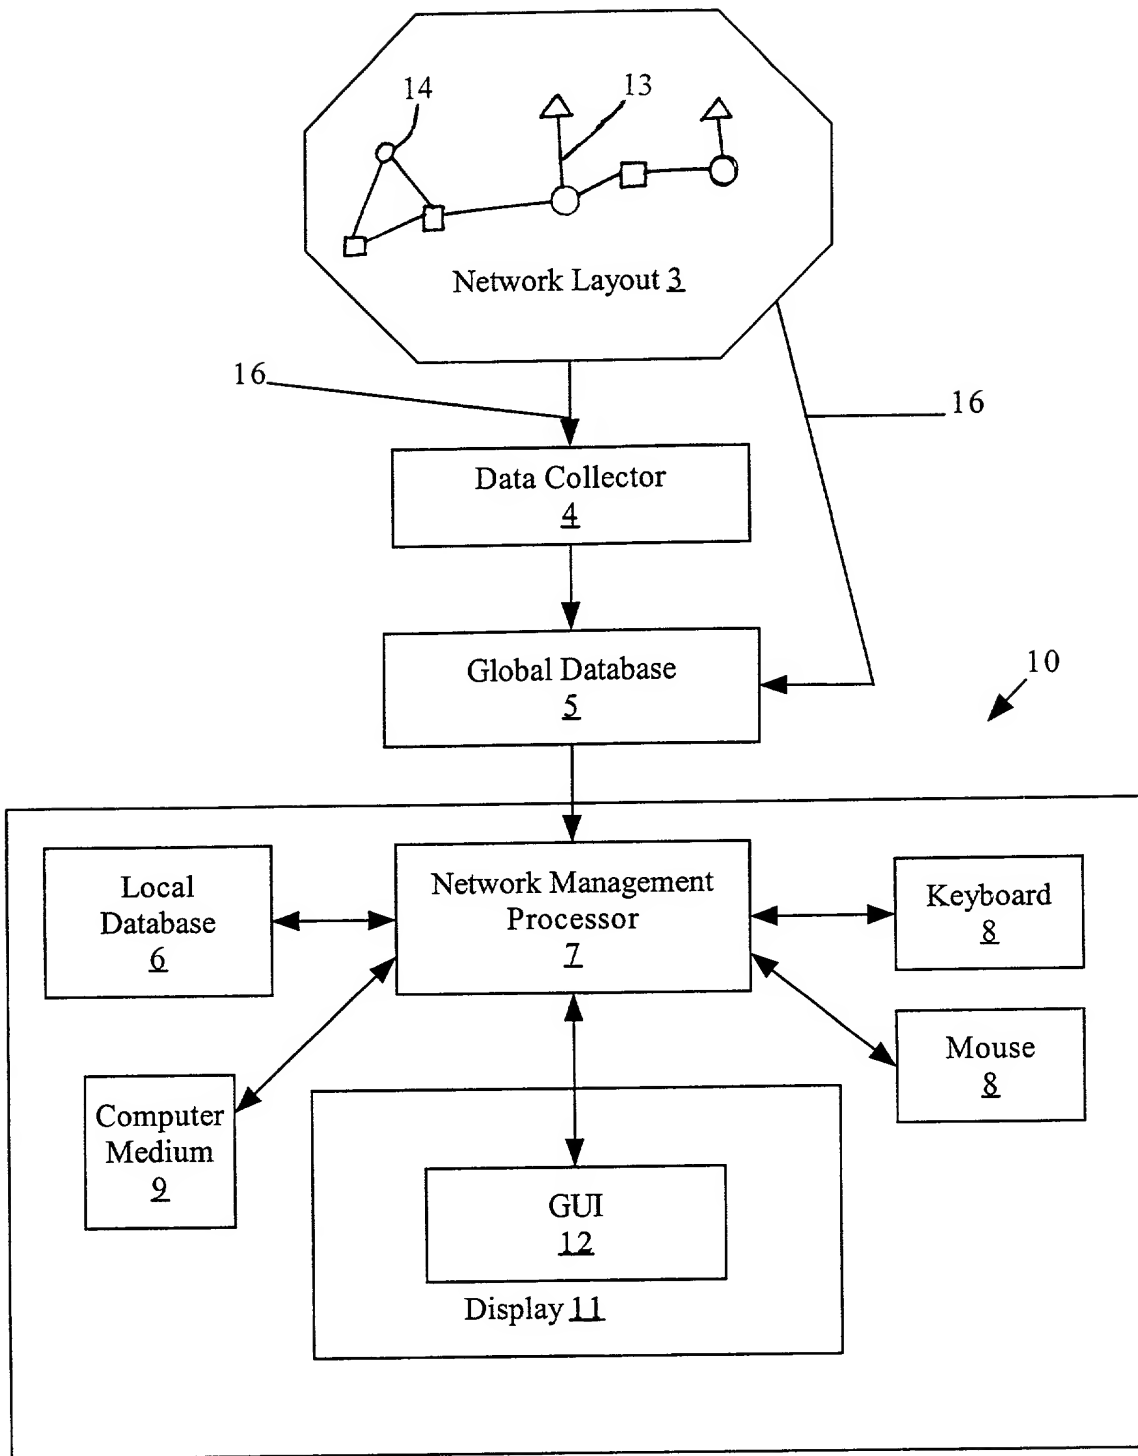 14
13
Network Layout 3
16
16
Data Collector
4
Global Database
5
10
Local
Database
6
Network Management
Processor
7
Keyboard
8
Mouse
8
Computer
Medium
9
GUI
12
Display 11